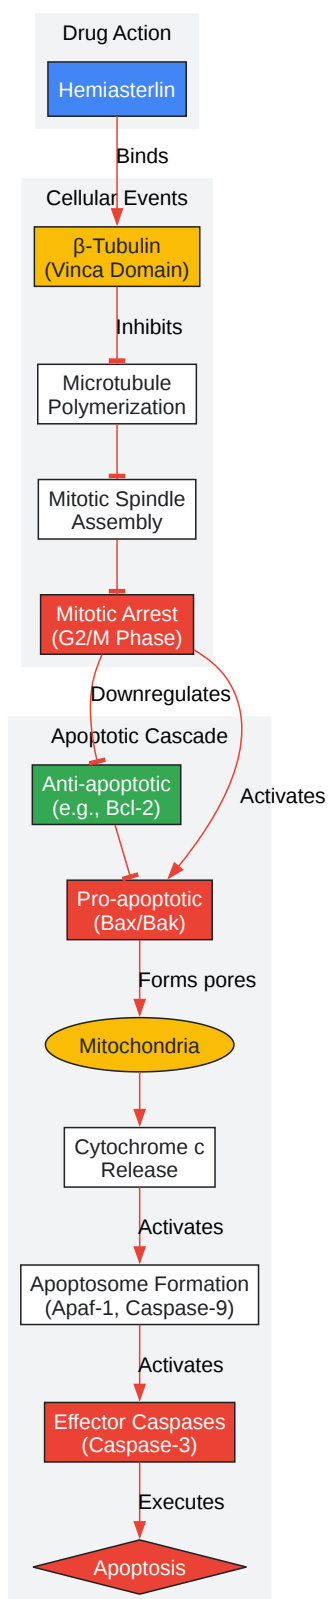 Drug Action
Hemiasterlin
Binds
Cellular Events
β-Tubulin
(Vinca Domain)
Inhibits
Microtubule
Polymerization
Mitotic Spindle
Assembly
Mitotic Arrest
(G2/M Phase)
Downregulates
Apoptotic Cascade
Anti-apoptotic
(e.g., Bcl-2)
Activates
Pro-apoptotic
(Bax/Bak)
Forms pores
Mitochondria
Cytochrome c
Release
Activates
Apoptosome Formation
(Apaf-1, Caspase-9)
Activates
Effector Caspases
(Caspase-3)
Executes
Apoptosis